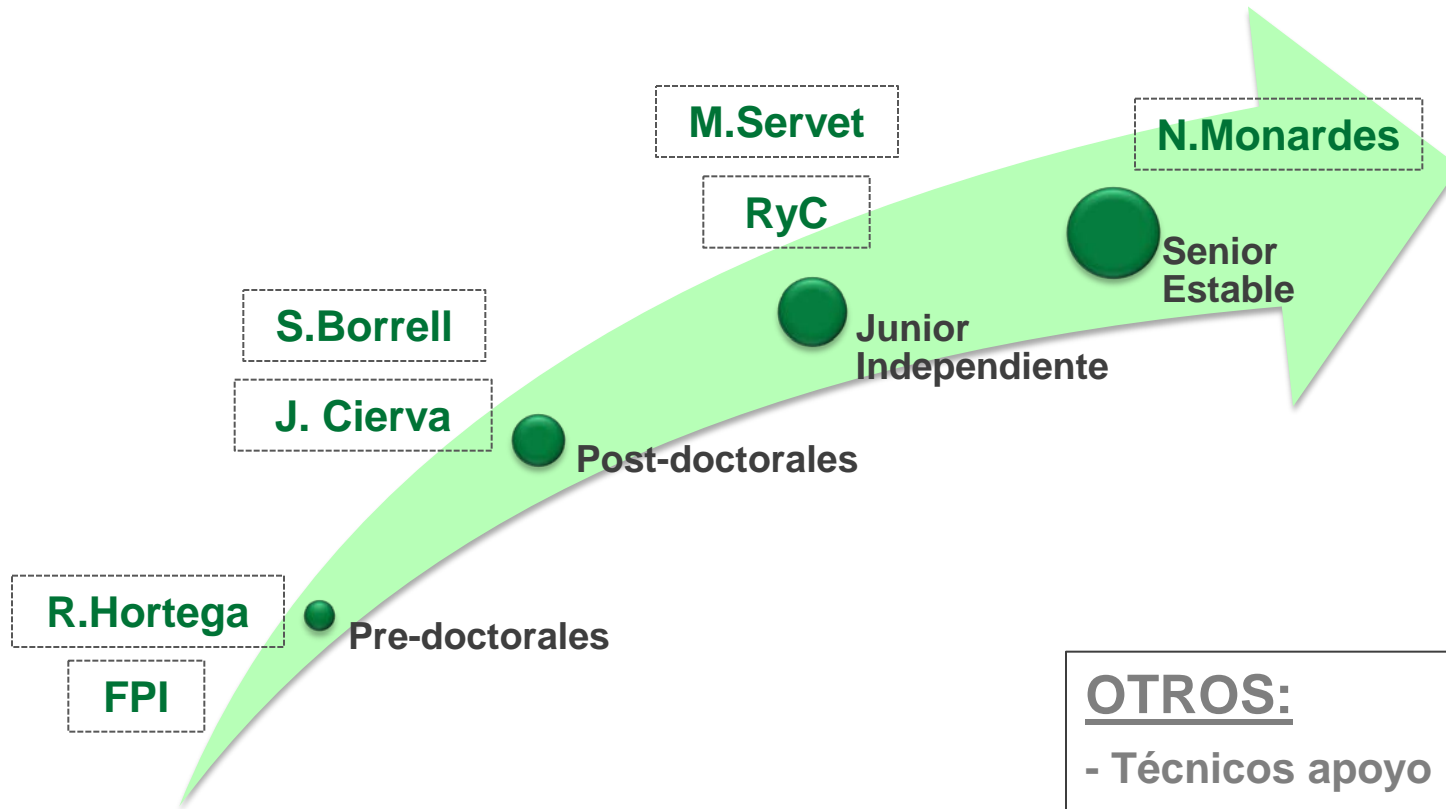 M.Servet
N.Monardes
RyC
Senior
Estable
S.Borrell
Junior
Independiente
J. Cierva
Post-doctorales
R.Hortega
Pre-doctorales
FPI
OTROS:
- Técnicos apoyo